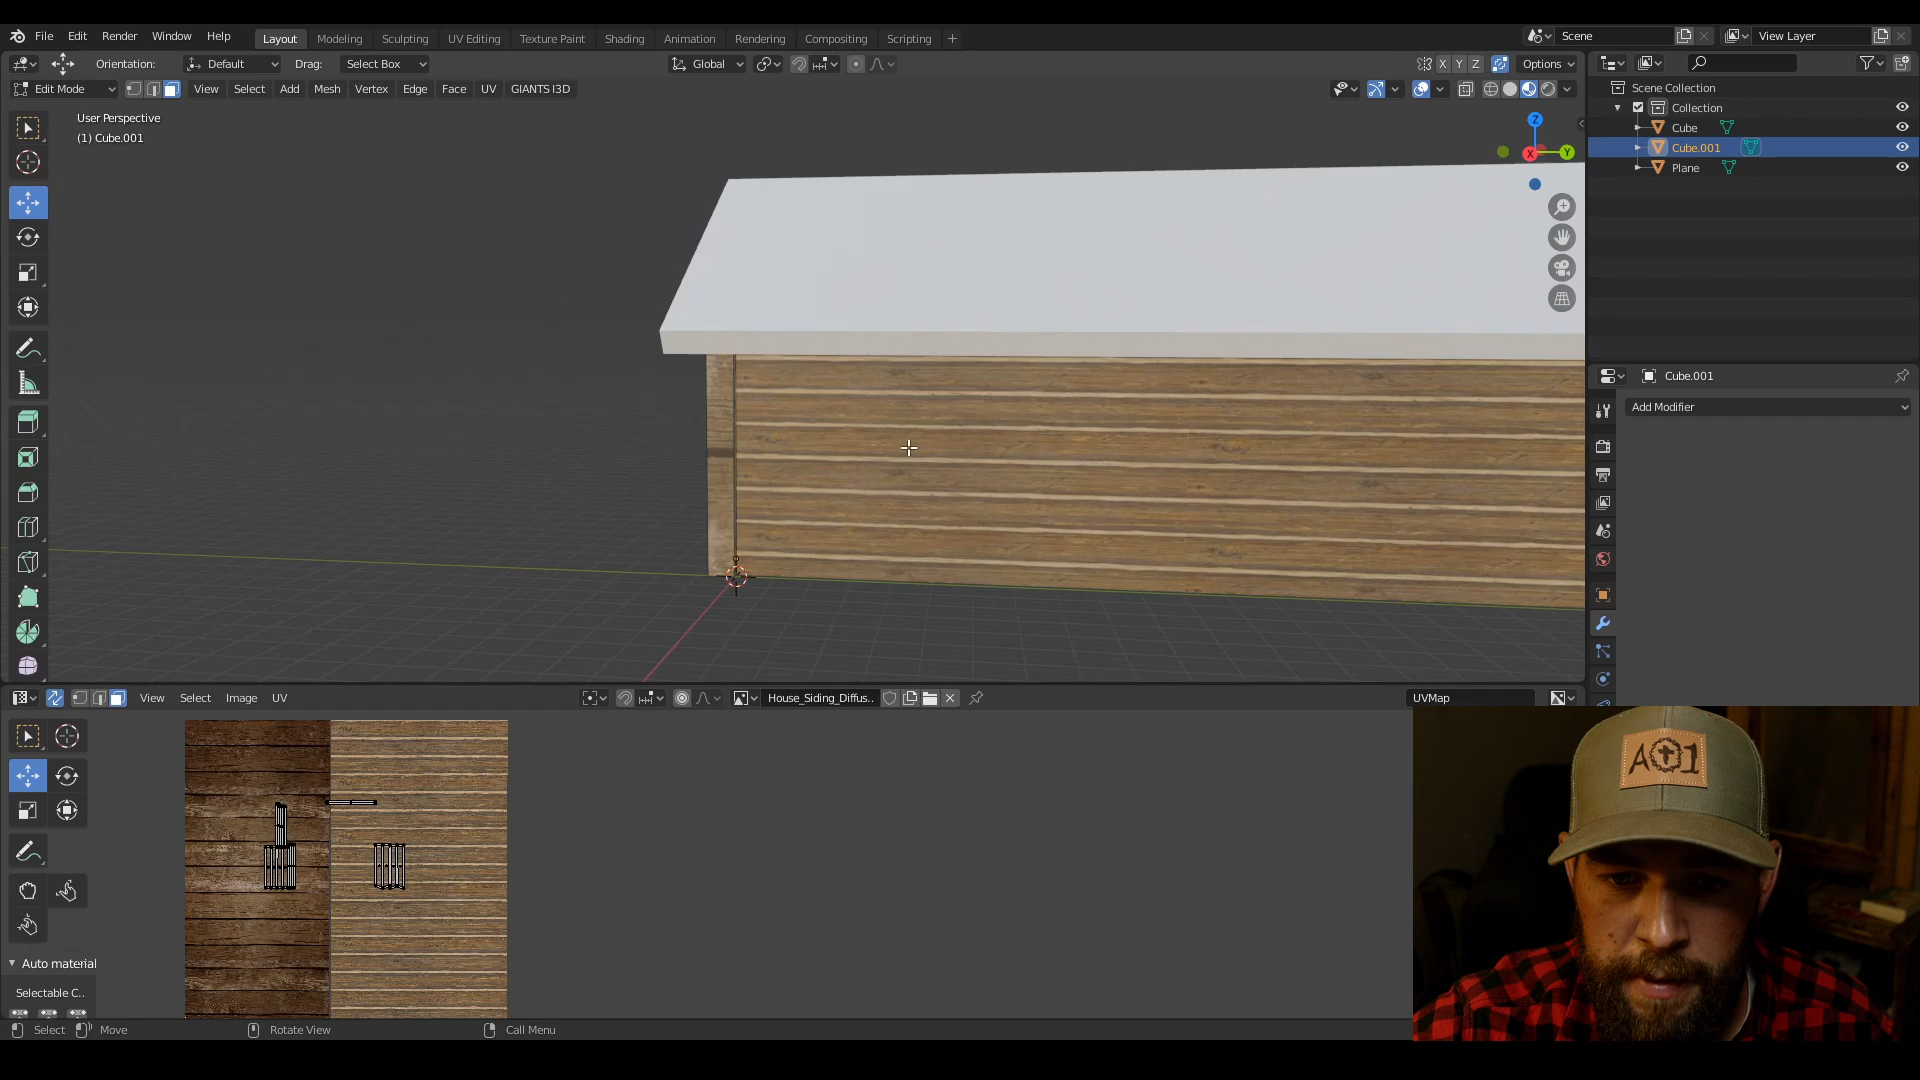 File Edit Render Window Help
Layout Modeling Sculpting UV Editing Texture Paint Shading Animation Rendering Compositing Scripting +
Scene
View Layer
Orientation: Default Drag: Select Box
Global
X Y Z Options
Edit Mode View Select Add Mesh Vertex Edge Face UV GIANTS I3D
User Perspective
(1) Cube.001
Z
X
Y
Scene Collection
Collection
Cube
Cube.001
Plane
Cube.001
Add Modifier
View Select Image UV
House_Siding_Diffus..
UVMap
A 1
Auto material
Selectable C..
Select Move Rotate View Call Menu